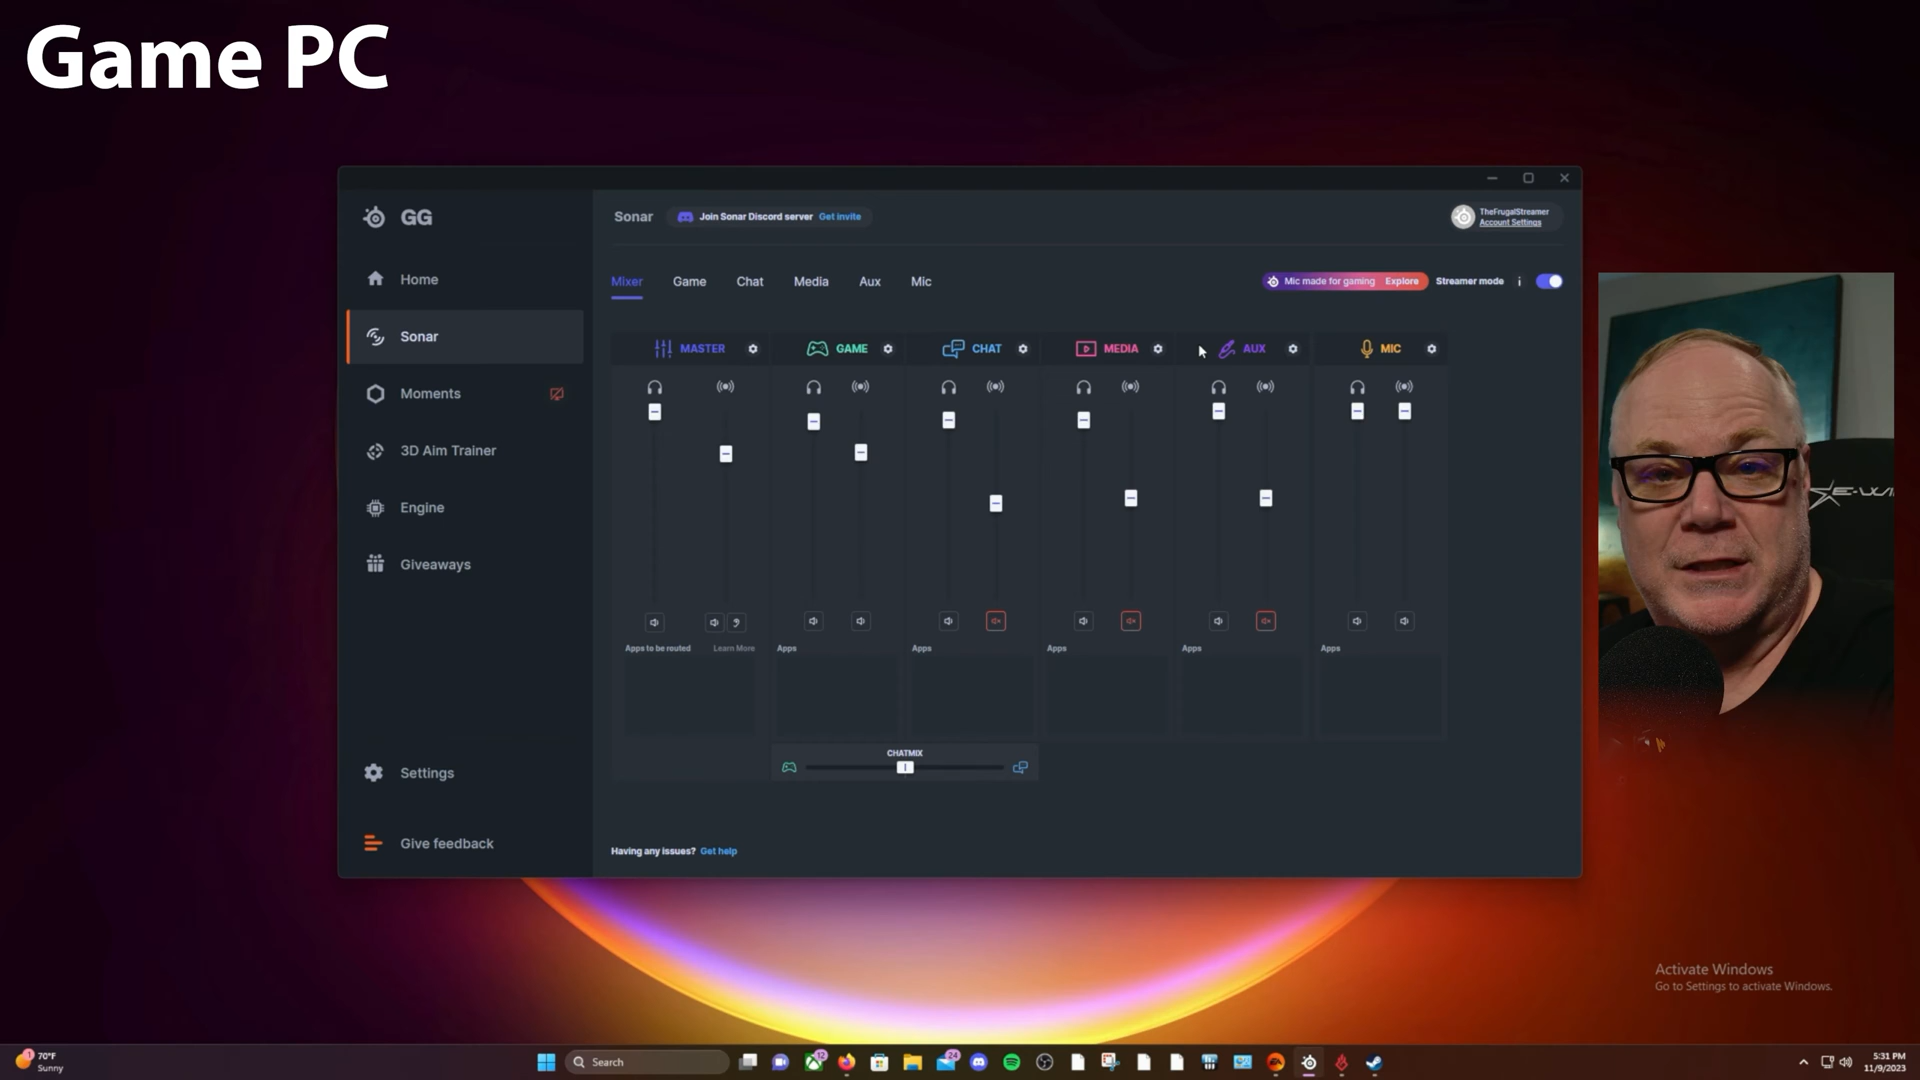 Game PC
GG
Home
Sonar
Moments
3D Aim Trainer
Engine
Giveaways
Settings
Give feedback
Sonar
Join Sonar Discord server Get invite
TheFrugalStreamer
Account Settings
Mixer Game Chat Media Aux Mic
Mic made for gaming Explore
Streamer mode
MASTER GAME CHAT MEDIA AUX MIC
Apps to be routed Learn More Apps Apps Apps Apps Apps
CHATMIX
Having any issues? Get help
Activate Windows
Go to Settings to activate Windows.
1
70°F
Sunny
Search
12
24
5:31 PM
11/9/2023